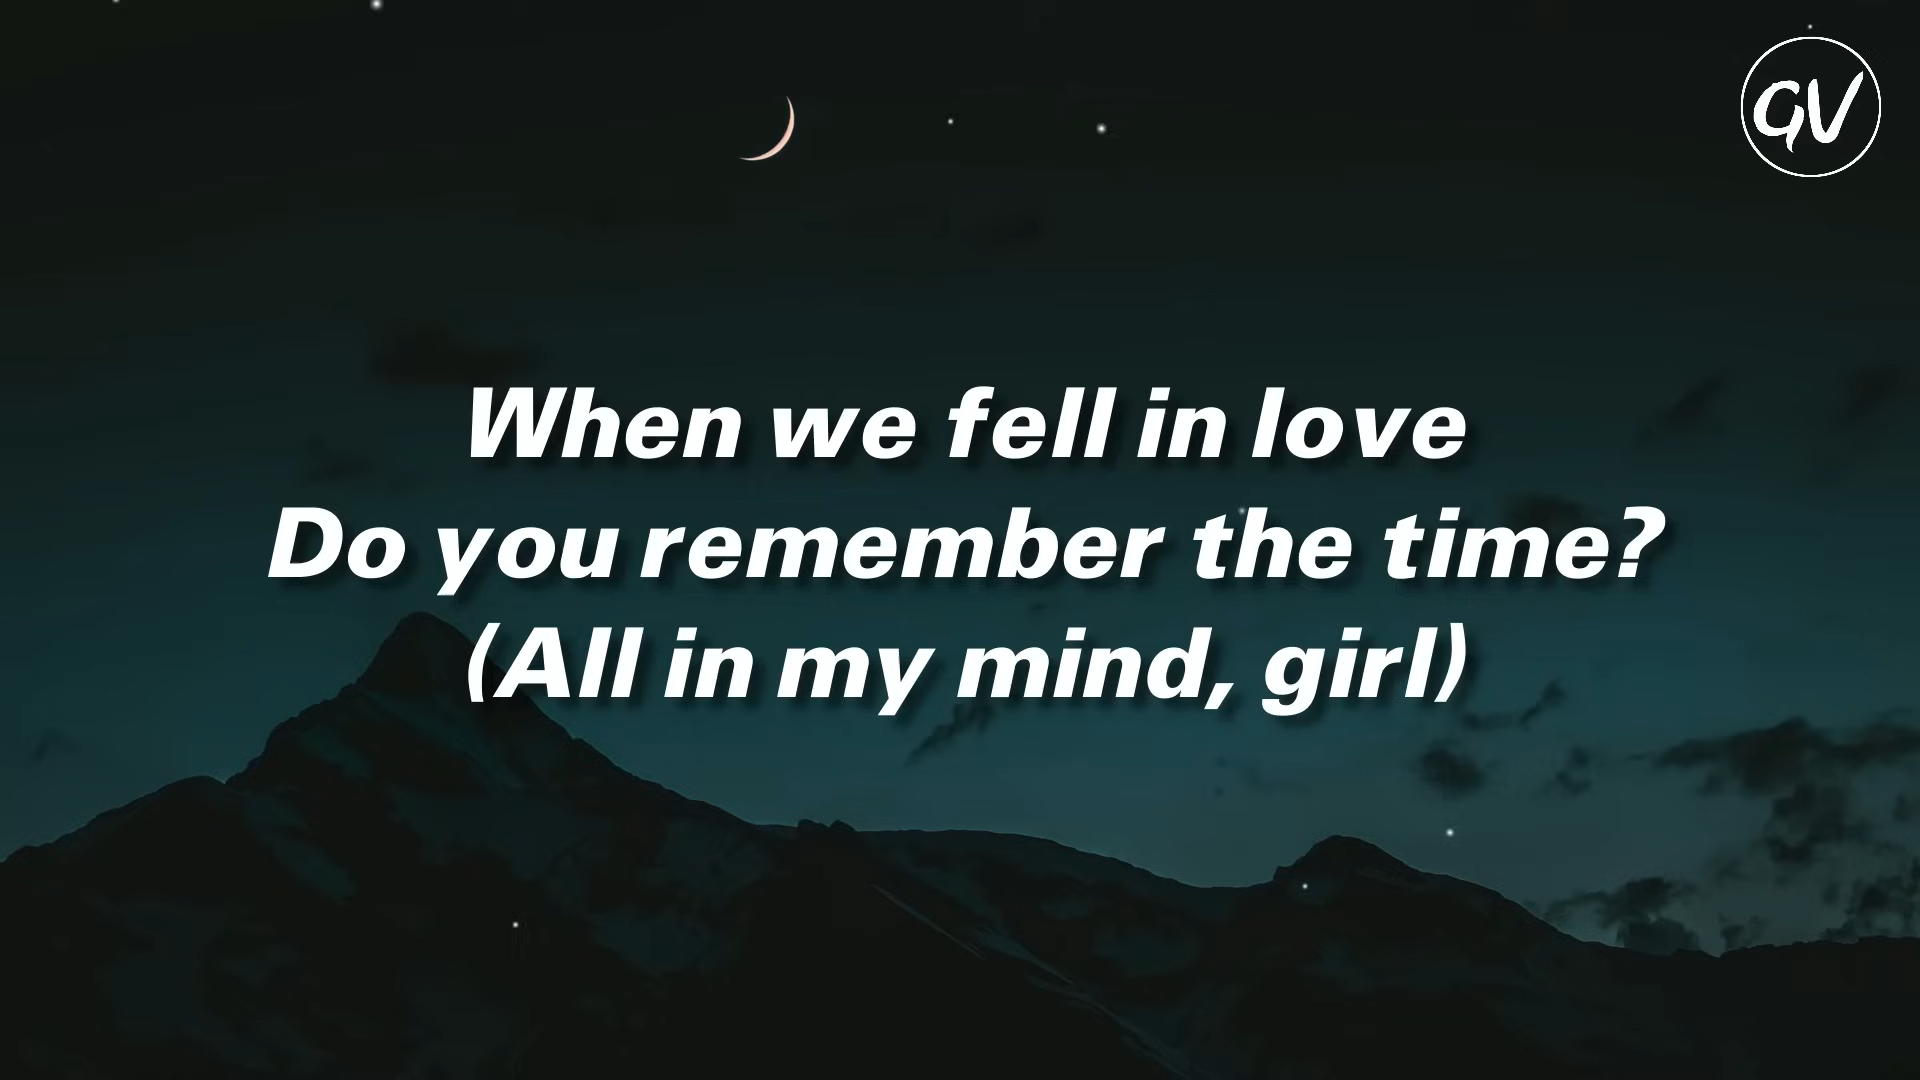 GV
When we fell in love
Do you remember the time?
(All in my mind, girl)